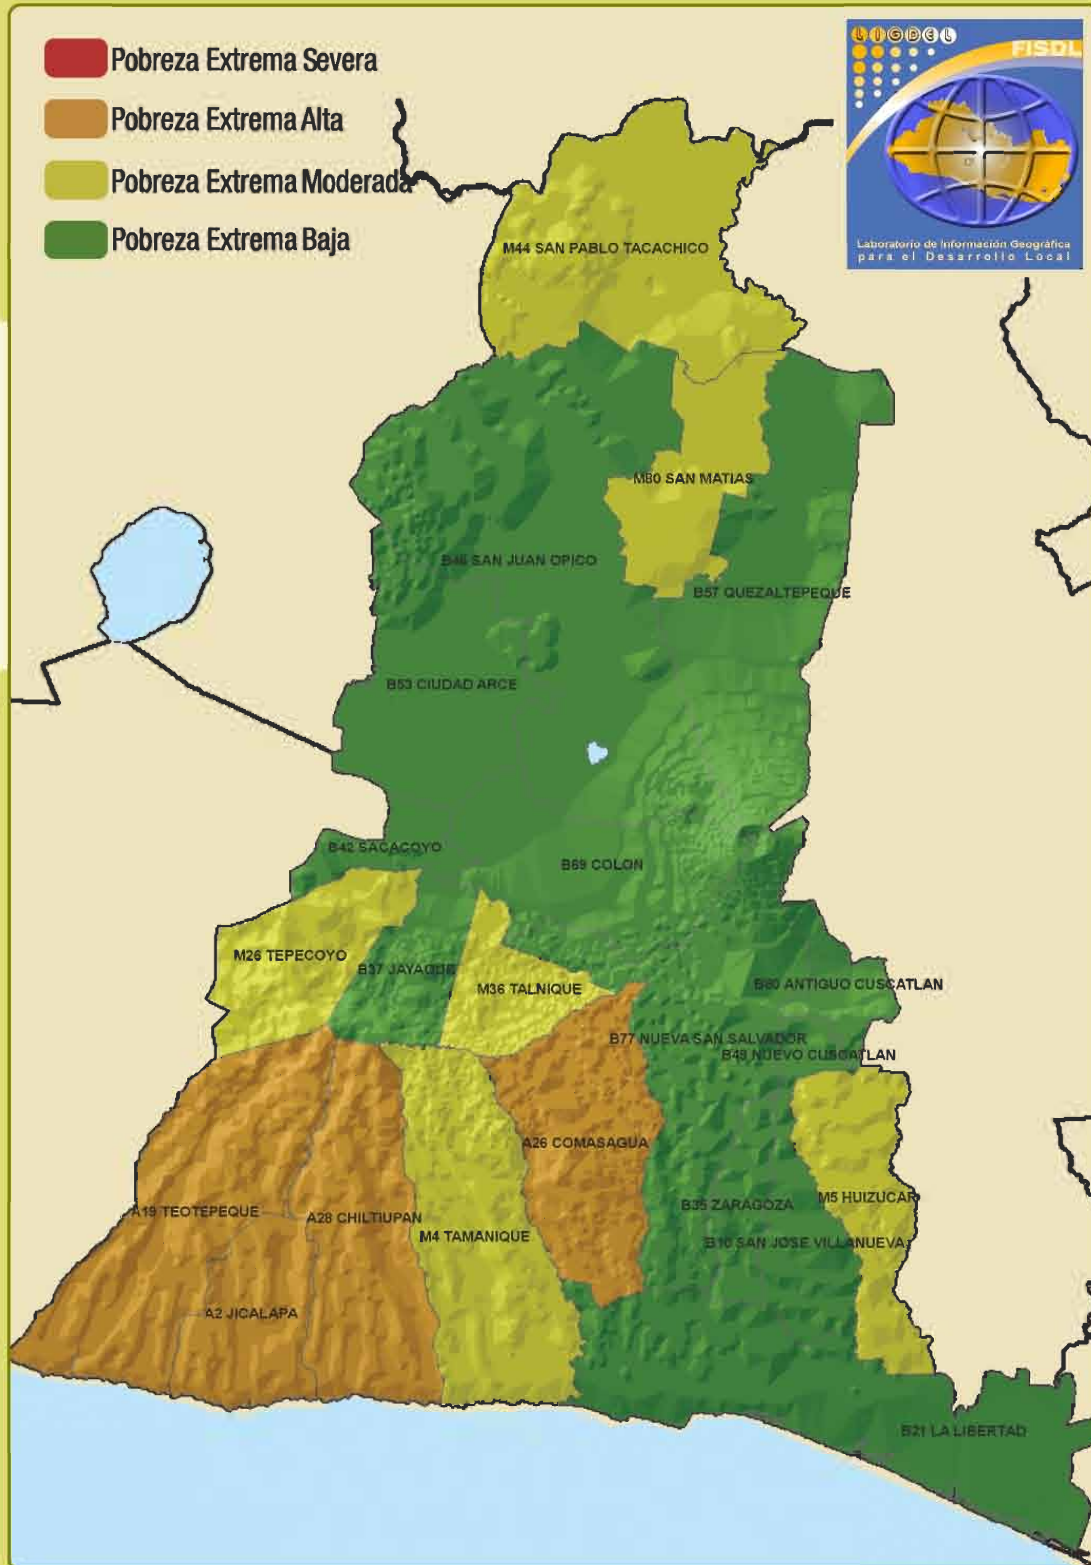 Pobreza Extrema Severa
Pobreza Extrema Alta
Pobreza Extrema Moderada
Pobreza Extrema Baja
LIGDEL
FISDL
Laboratorio de Información Geográfica
para el Desarrollo Local
M44 SAN PABLO TACACHICO
M80 SAN MATIAS
B46 SAN JUAN OPICO
B57 QUEZALTEPEQUE
B53 CIUDAD ARCE
B42 SACACOYO
B69 COLON
M26 TEPECOYO
B37 JAYAQUE
M36 TALNIQUE
B80 ANTIGUO CUSCATLAN
B77 NUEVA SAN SALVADOR
B48 NUEVO CUSCATLAN
A26 COMASAGUA
M5 HUIZUCAR
B35 ZARAGOZA
A19 TEOTEPEQUE
A28 CHILTIUPAN
M4 TAMANIQUE
B10 SAN JOSE VILLANUEVA
A2 JICALAPA
B21 LA LIBERTAD